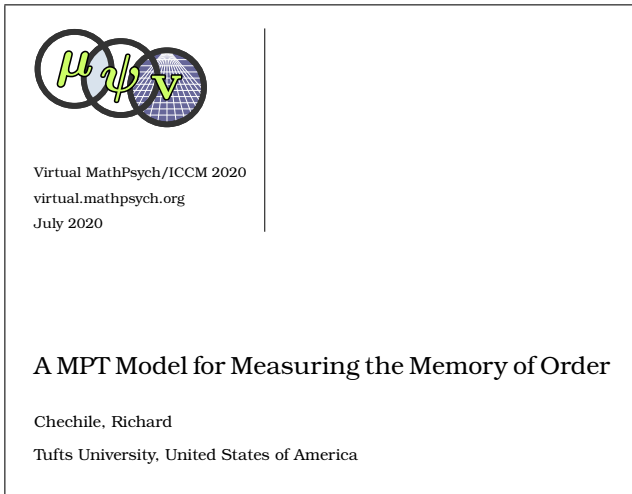 μ ψ v
Virtual MathPsych/ICCM 2020
virtual.mathpsych.org
July 2020
A MPT Model for Measuring the Memory of Order
Chechile, Richard
Tufts University, United States of America